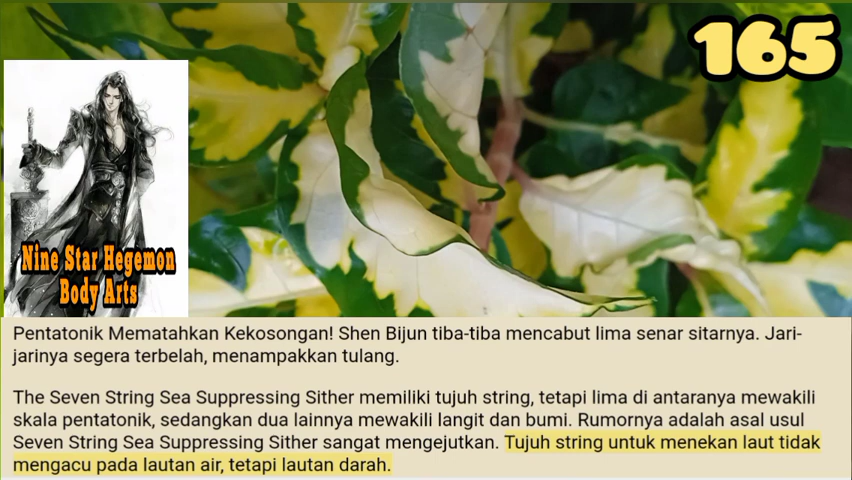 165
Nine Star Hegemon
Body Arts
Pentatonik Mematahkan Kekosongan! Shen Bijun tiba-tiba mencabut lima senar sitarnya. Jari-
jarinya segera terbelah, menampakkan tulang.
The Seven String Sea Suppressing Sither memiliki tujuh string, tetapi lima di antaranya mewakili
skala pentatonik, sedangkan dua lainnya mewakili langit dan bumi. Rumornya adalah asal usul
Seven String Sea Suppressing Sither sangat mengejutkan. Tujuh string untuk menekan laut tidak
mengacu pada lautan air, tetapi lautan darah.